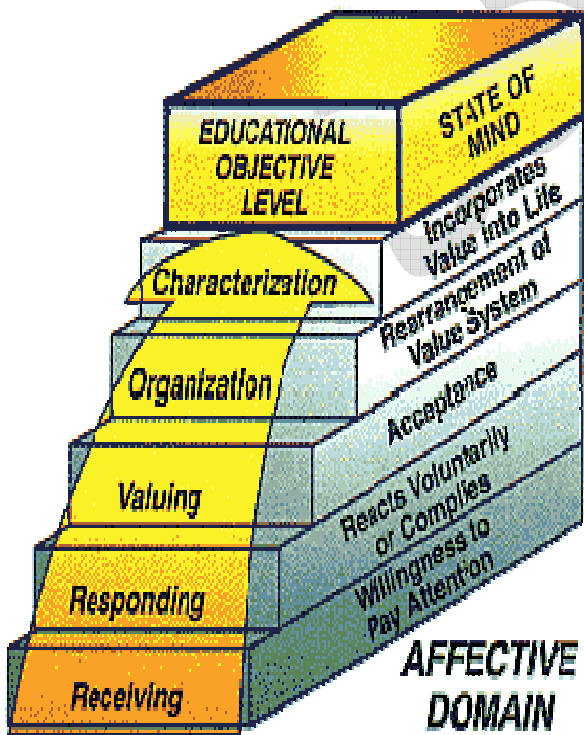 EDUCATIONAL
OBJECTIVE
LEVEL
STATE OF
MIND
Characterization
Incorporates
Value into Life
Organization
Rearrangement of
Value System
Valuing
Acceptance
Responding
Reacts Voluntarily
or Complies
Receiving
Willingness to
Pay Attention
AFFECTIVE
DOMAIN